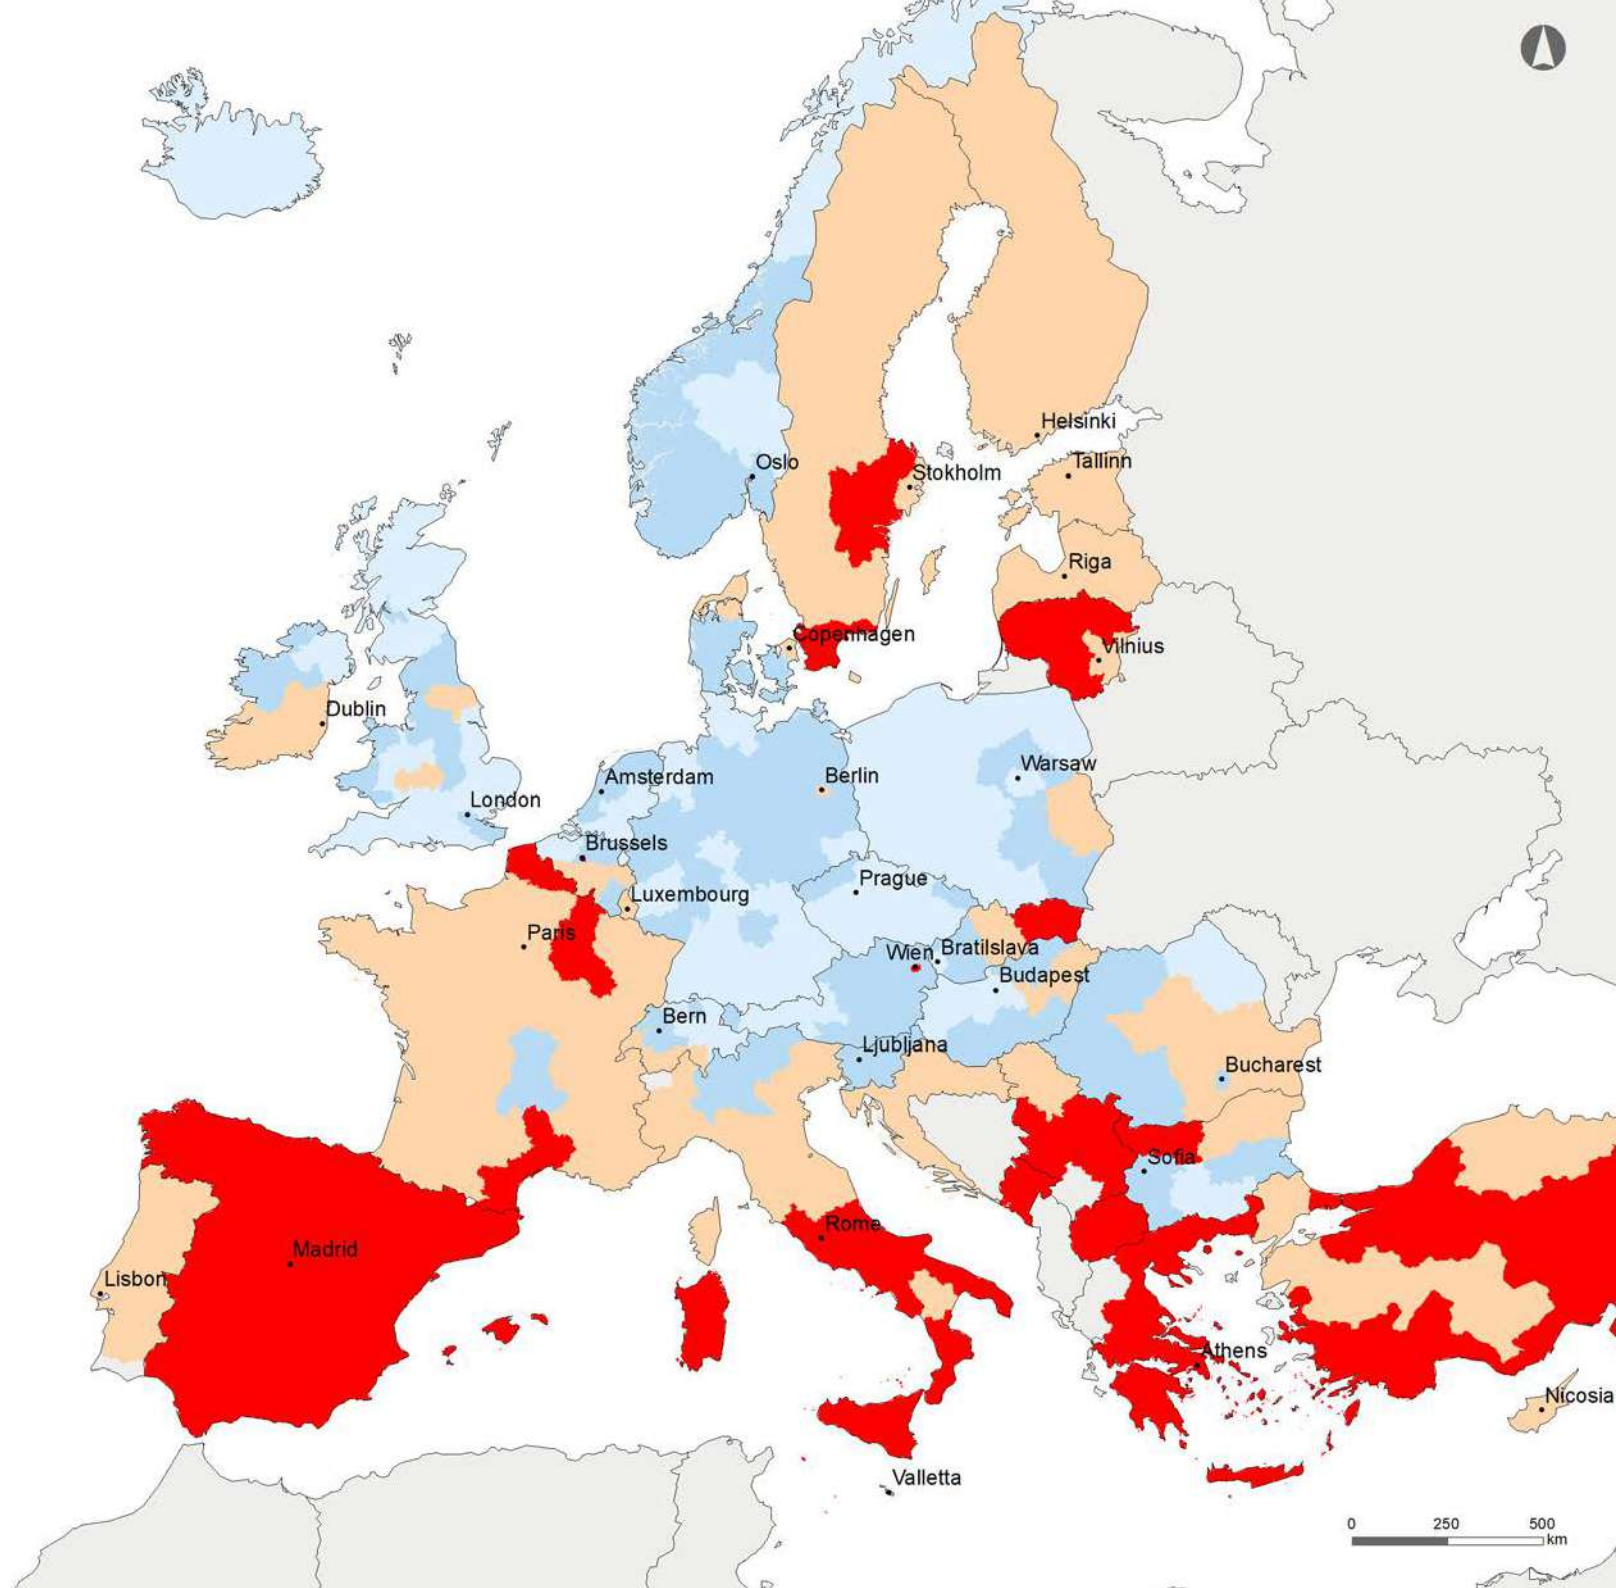 Helsinki
Oslo
Tallinn
Stokholm
Riga
Copenhagen
Vilnius
Dublin
Warsaw
Amsterdam
Berlin
London
Brussels
Prague
Luxembourg
Paris
Wien
Bratilslava
Budapest
Bern
Ljubljana
Bucharest
Sofia
Rome
Madrid
Lisbon
Athens
Nicosia
Valletta
0 250 500
km